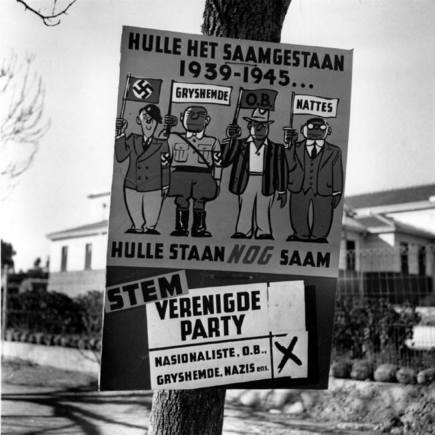 HULLE HET SAAMGESTAAN
1939-1945...
GRYSHEMDE
O.B.
NATTES
HULLE STAAN NOG SAAM
STEM
VERENIGDE
PARTY
NASIONALISTE, O.B.,
GRYSHEMDE, NAZIS ens.
X